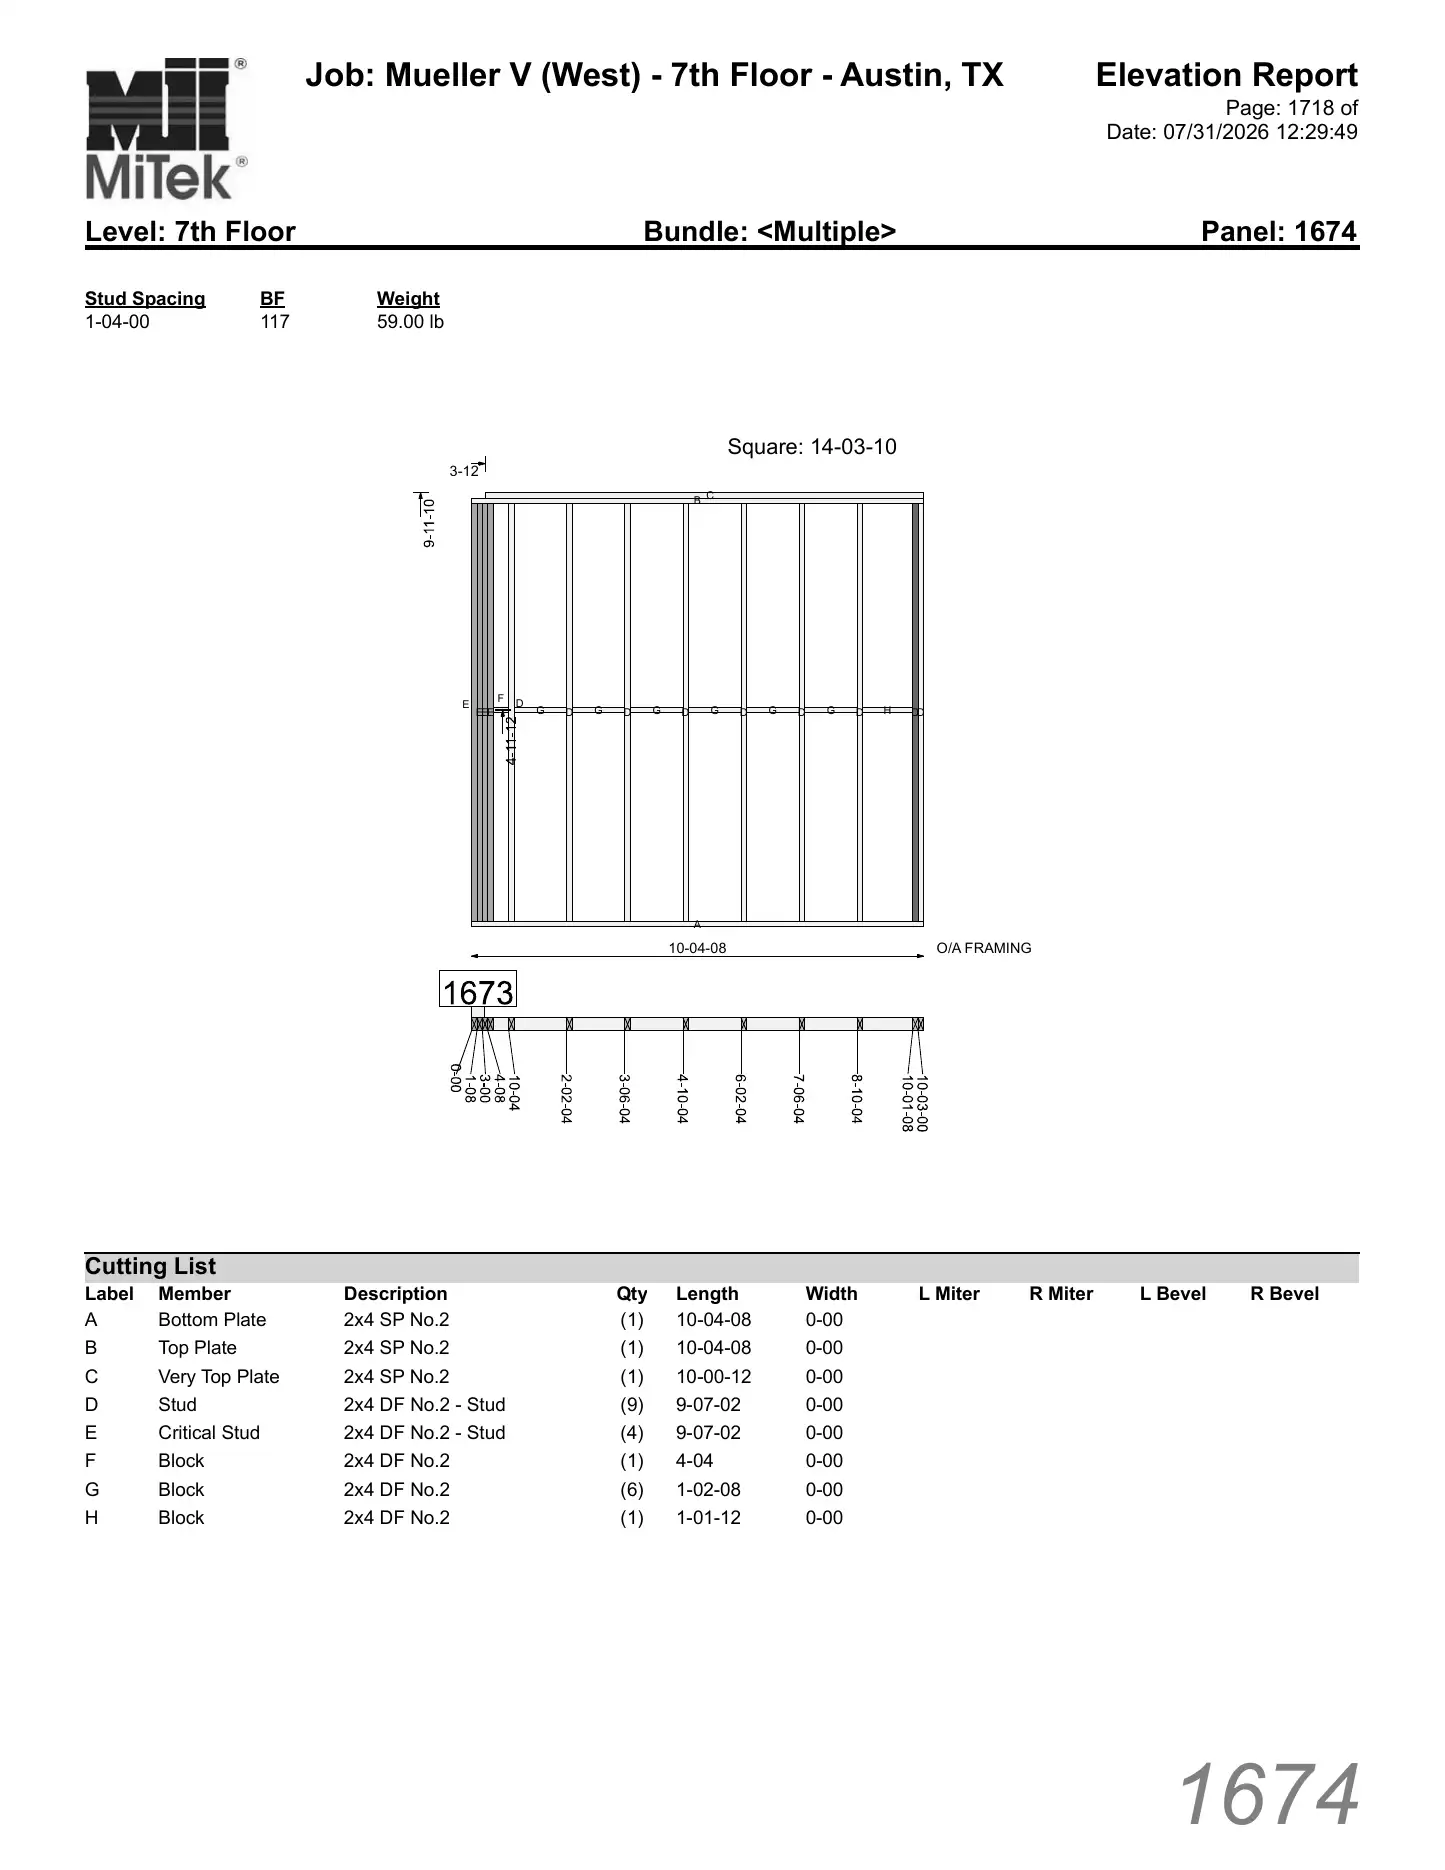 Job: Mueller V (West) - 7th Floor - Austin, TX
Elevation Report
Page: 1718 of
Date: 07/31/2026 12:29:49
MiTek®
Level: 7th Floor
Bundle: <Multiple>
Panel: 1674
Stud Spacing BF Weight
1-04-00 117 59.00 lb
Square: 14-03-10
3-12
9-11-10
C
B
E F D G D G D G D G D G D G D H D D
E
4-11-12
A
10-04-08
O/A FRAMING
1673
0-00
1-08
3-00
4-08
10-04
2-02-04
3-06-04
4-10-04
6-02-04
7-06-04
8-10-04
10-01-08
10-03-00
Cutting List
Label Member Description Qty Length Width L Miter R Miter L Bevel R Bevel
A Bottom Plate 2x4 SP No.2 (1) 10-04-08 0-00
B Top Plate 2x4 SP No.2 (1) 10-04-08 0-00
C Very Top Plate 2x4 SP No.2 (1) 10-00-12 0-00
D Stud 2x4 DF No.2 - Stud (9) 9-07-02 0-00
E Critical Stud 2x4 DF No.2 - Stud (4) 9-07-02 0-00
F Block 2x4 DF No.2 (1) 4-04 0-00
G Block 2x4 DF No.2 (6) 1-02-08 0-00
H Block 2x4 DF No.2 (1) 1-01-12 0-00
1674